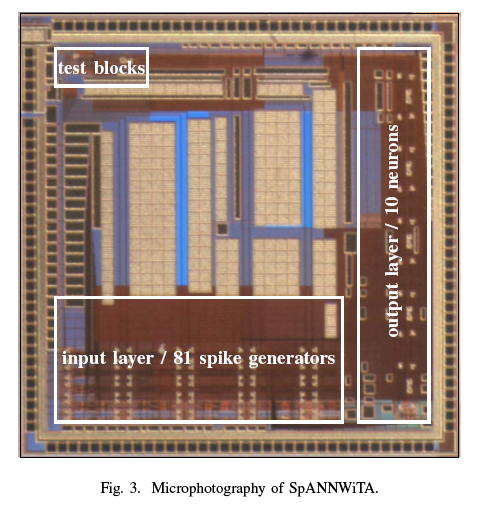 test blocks
output layer / 10 neurons
input layer / 81 spike generators
Fig. 3. Microphotography of SpANNWiTA.